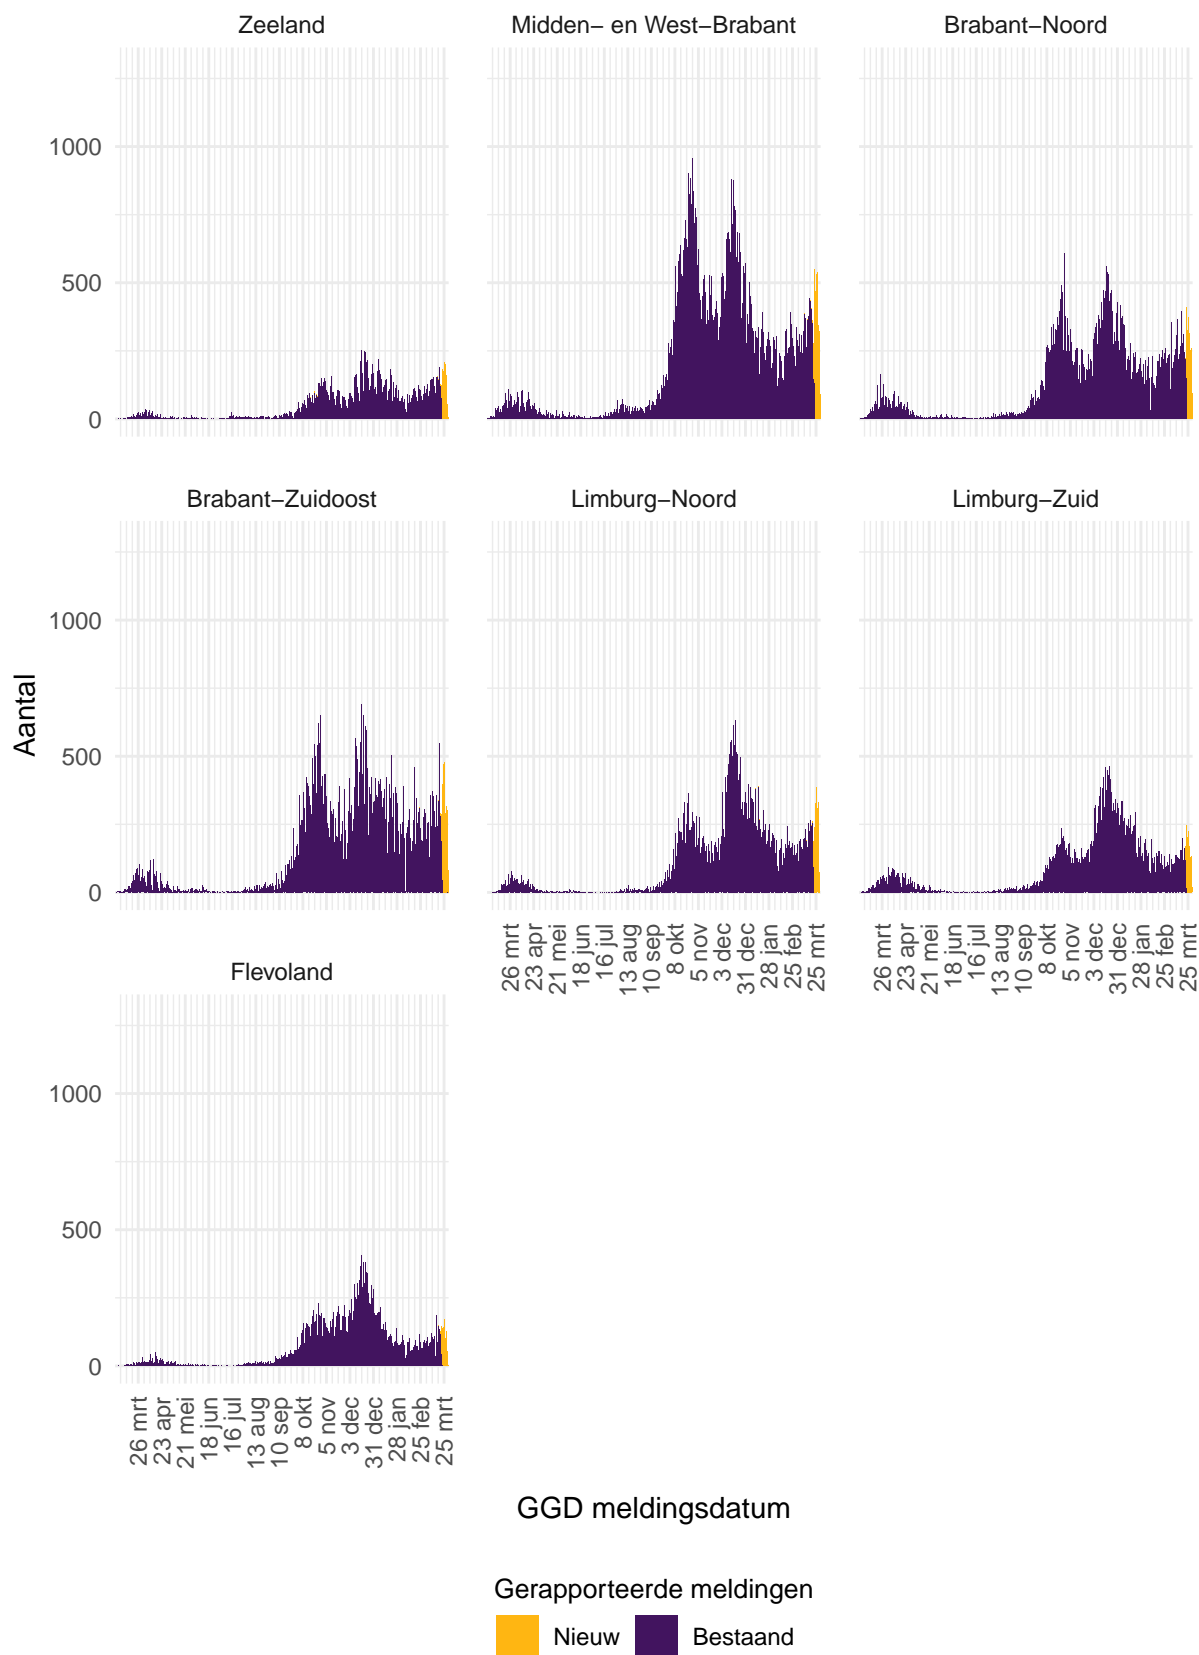 Zeeland
Midden− en West−Brabant
Brabant−Noord
1000
500
0
Brabant−Zuidoost
Limburg−Noord
Limburg−Zuid
1000
500
0
Aantal
26 mrt
23 apr
21 mei
18 jun
16 jul
13 aug
10 sep
8 okt
5 nov
3 dec
31 dec
28 jan
25 feb
25 mrt
26 mrt
23 apr
21 mei
18 jun
16 jul
13 aug
10 sep
8 okt
5 nov
3 dec
31 dec
28 jan
25 feb
25 mrt
Flevoland
1000
500
0
26 mrt
23 apr
21 mei
18 jun
16 jul
13 aug
10 sep
8 okt
5 nov
3 dec
31 dec
28 jan
25 feb
25 mrt
GGD meldingsdatum
Gerapporteerde meldingen
Nieuw
Bestaand